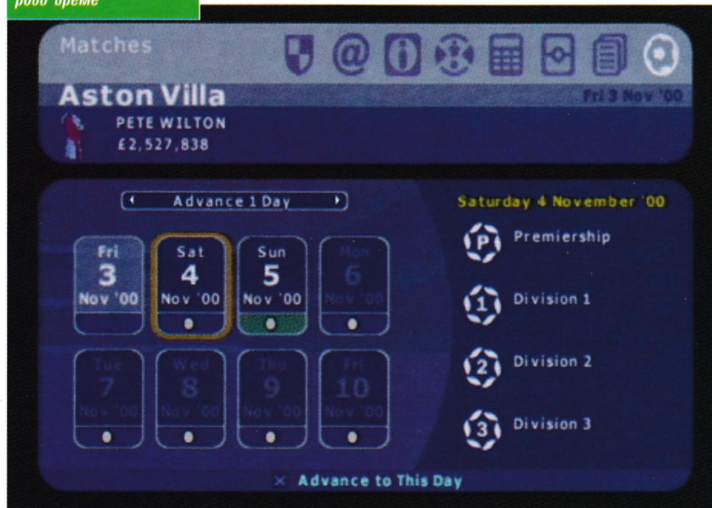 Matches
Aston Villa
Fri 3 Nov '00
PETE WILTON
£2,527,838
Advance 1 Day
Saturday 4 November '00
Fri
3
Nov '00
Sat
4
Nov '00
Sun
5
Nov '00
Mon
6
Nov '00
P Premiership
1 Division 1
Tue
7
Nov '00
Wed
8
Nov '00
Thu
9
Nov '00
Fri
10
Nov '00
2 Division 2
3 Division 3
Advance to This Day